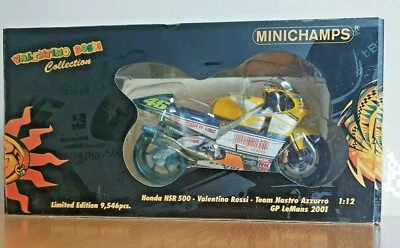 VALENTINO ROSSI
Collection
MINICHAMPS®
46
Honda NSR 500 - Valentino Rossi - Team Nastro Azzurro 1:12
Limited Edition 9,546pcs.
GP LeMans 2001